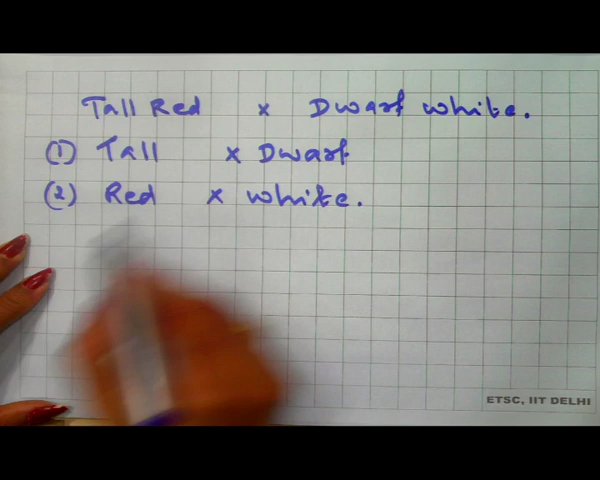 Tall Red x Dwarf white.
(1) Tall x Dwarf
(2) Red x white.
ETSC, IIT DELHI